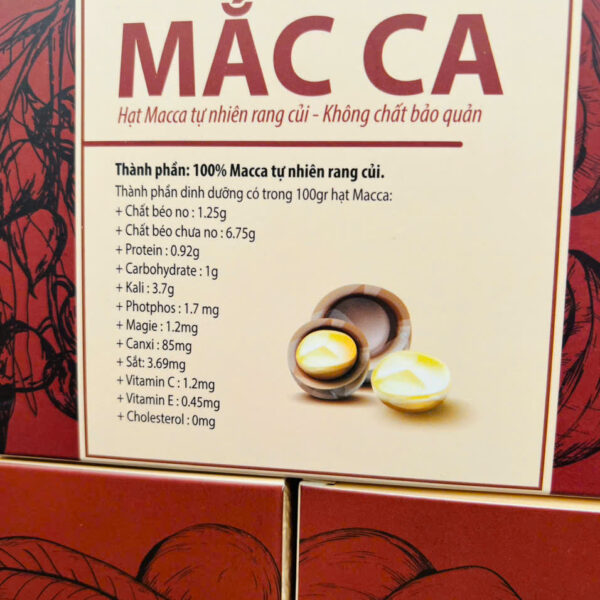 MẮC CA
Hạt Macca tự nhiên rang củi - Không chất bảo quản
Thành phần: 100% Macca tự nhiên rang củi.
Thành phần dinh dưỡng có trong 100gr hạt Macca:
+ Chất béo no : 1.25g
+ Chất béo chưa no : 6.75g
+ Protein : 0.92g
+ Carbohydrate : 1g
+ Kali : 3.7g
+ Photphos : 1.7 mg
+ Magie : 1.2mg
+ Canxi : 85mg
+ Sắt: 3.69mg
+ Vitamin C : 1.2mg
+ Vitamin E : 0.45mg
+ Cholesterol : 0mg